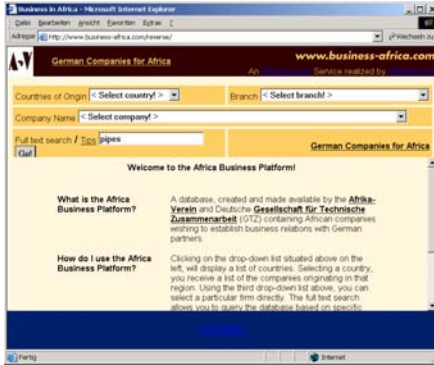 Business in Africa - Microsoft Internet Explorer
Datei Bearbeiten Ansicht Favoriten Extras ?
Adresse http://www.business-africa.com/reverse/ Wechseln zu
A·V German Companies for Africa www.business-africa.com
An Service realized by
Countries of Origin < Select country! > Branch < Select branch! >
Company Name < Select company! >
Full text search / Tips pipes
Go! German Companies for Africa
Welcome to the Africa Business Platform!
What is the Africa Business Platform?
A database, created and made available by the Afrika-
Verein and Deutsche Gesellschaft für Technische
Zusammenarbeit (GTZ) containing African companies
wishing to establish business relations with German
partners.
How do I use the Africa Business Platform?
Clicking on the drop-down list situated above on the
left, will display a list of countries. Selecting a country,
you receive a list of the companies originating in that
region. Using the third drop-down list above, you can
select a particular firm directly. The full text search
allows you to query the database based on specific
Fertig Internet